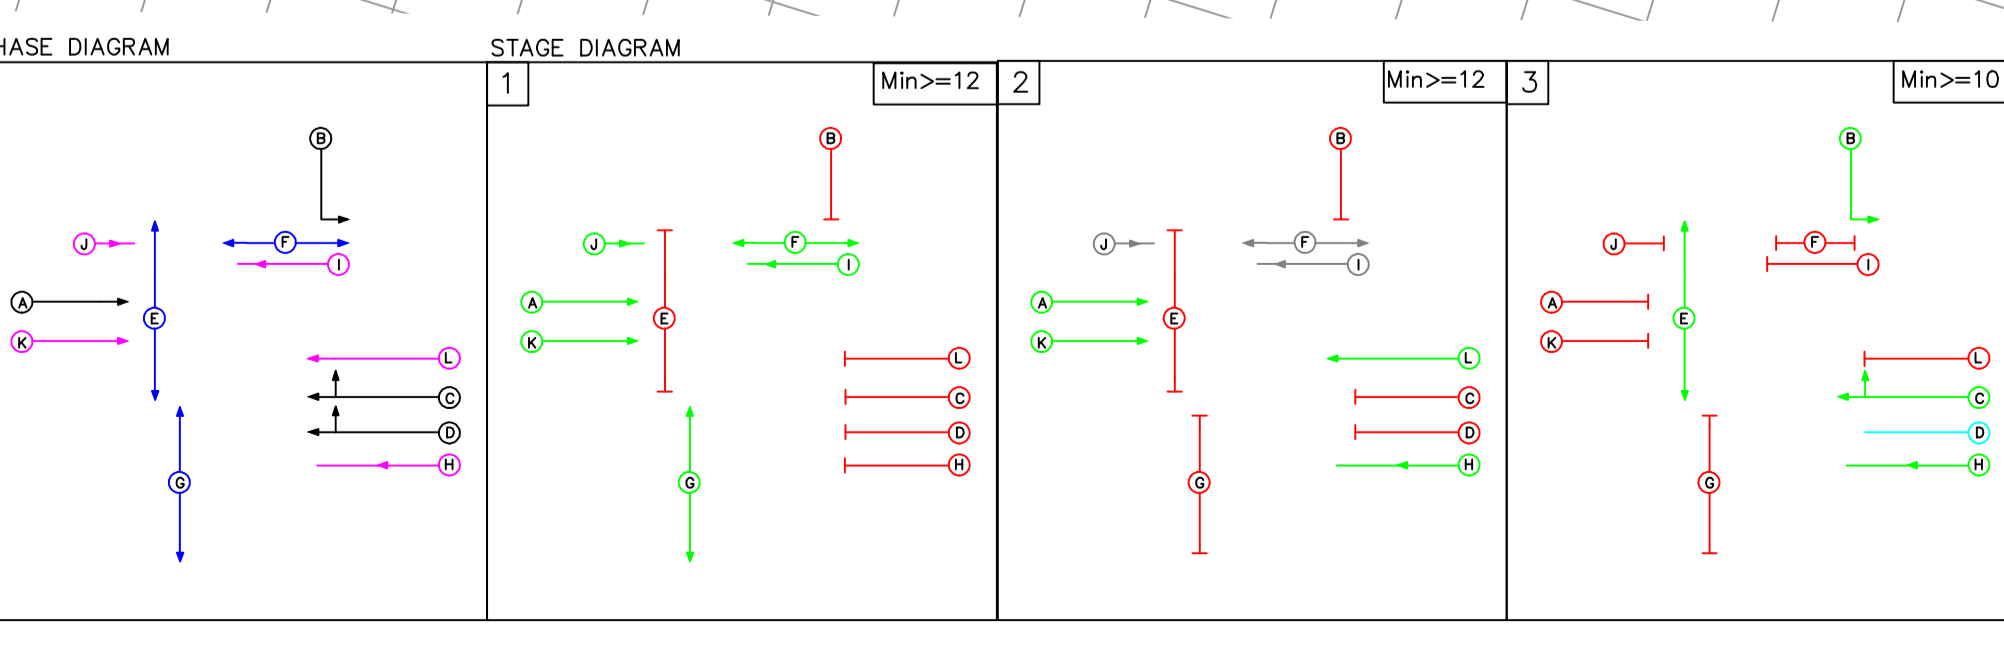 HASE DIAGRAM
STAGE DIAGRAM
1 Min>=12
2 Min>=12
3 Min>=10
B B B B
J F J F J F J F
I I I I
A A A A
E E E E
K K K K
L L L L
C C C C
D D D D
H H H H
G G G G